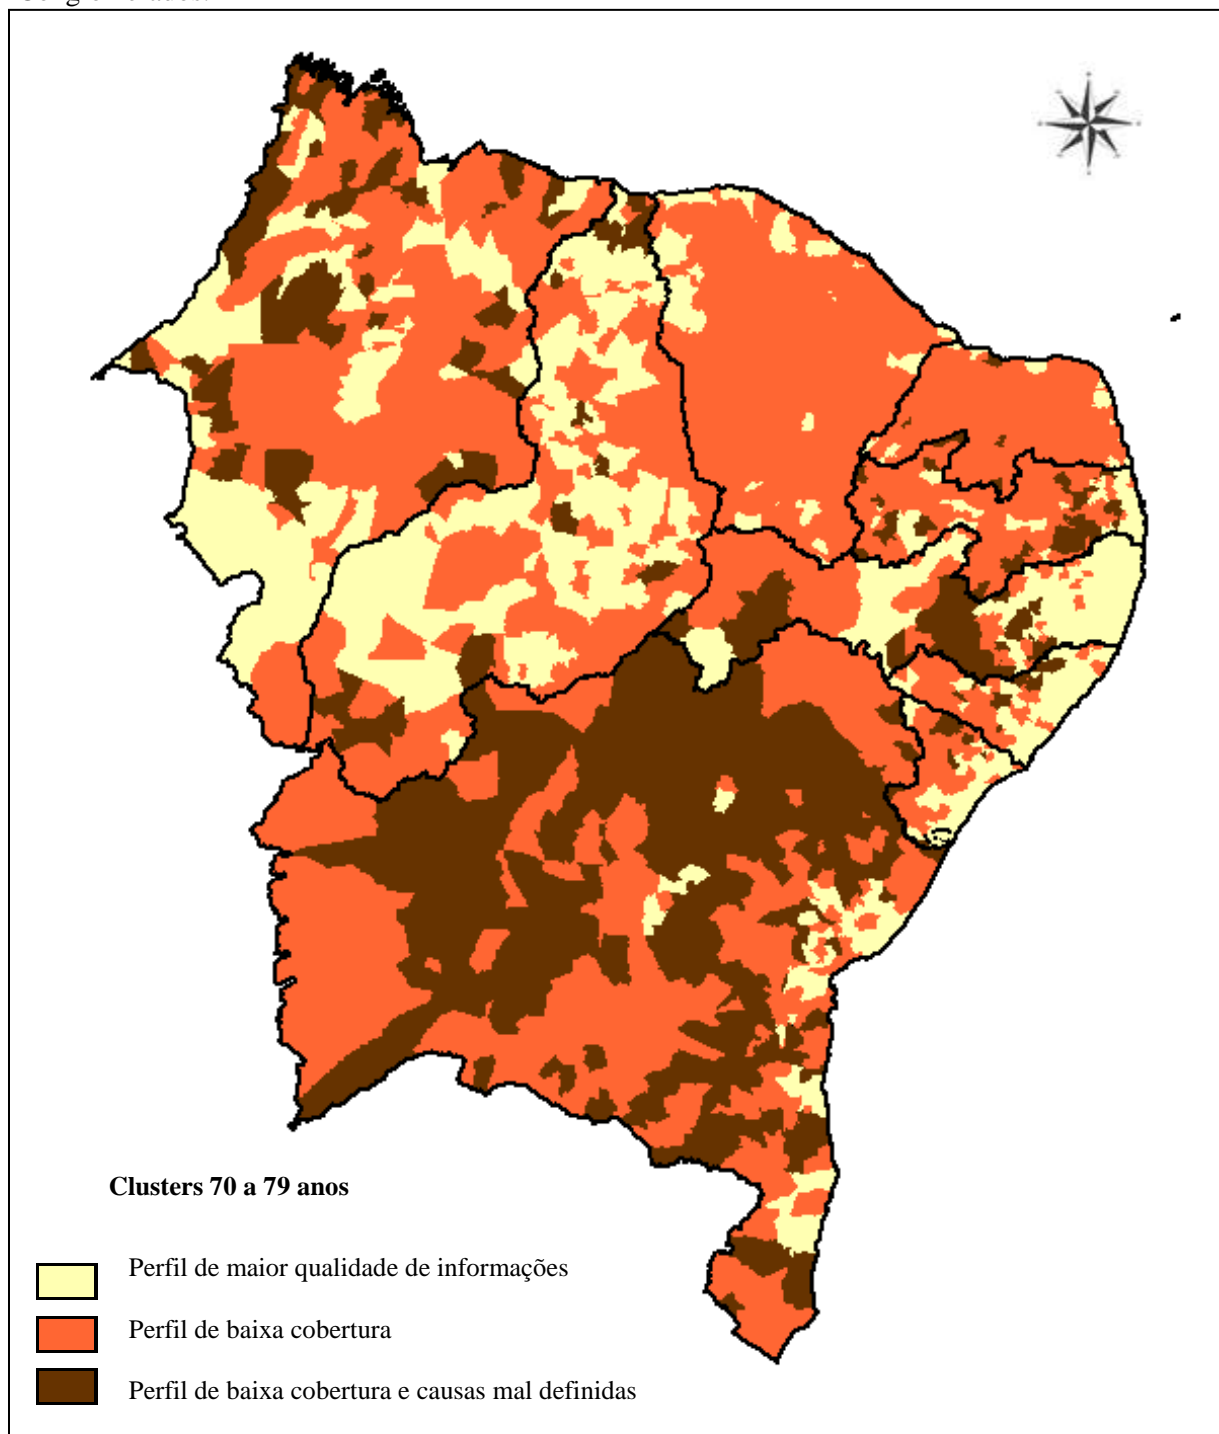 Clusters 70 a 79 anos
Perfil de maior qualidade de informações
Perfil de baixa cobertura
Perfil de baixa cobertura e causas mal definidas